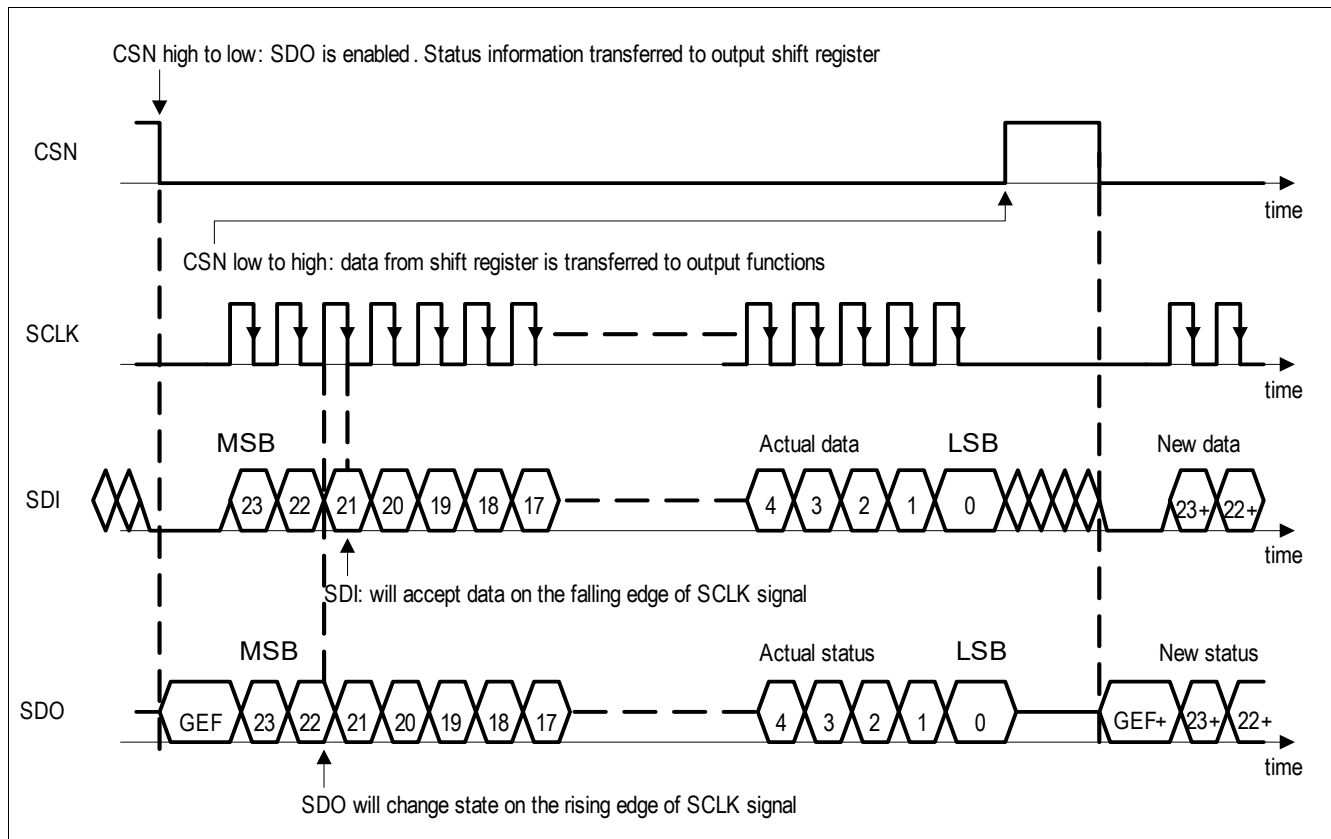 CSN high to low: SDO is enabled. Status information transferred to output shift register
CSN
time
CSN low to high: data from shift register is transferred to output functions
SCLK
time
MSB
Actual data
LSB
New data
SDI
23 22 21 20 19 18 17 4 3 2 1 0 23+ 22+
time
SDI: will accept data on the falling edge of SCLK signal
MSB
Actual status
LSB
New status
SDO
GEF 23 22 21 20 19 18 17 4 3 2 1 0 GEF+ 23+ 22+
time
SDO will change state on the rising edge of SCLK signal